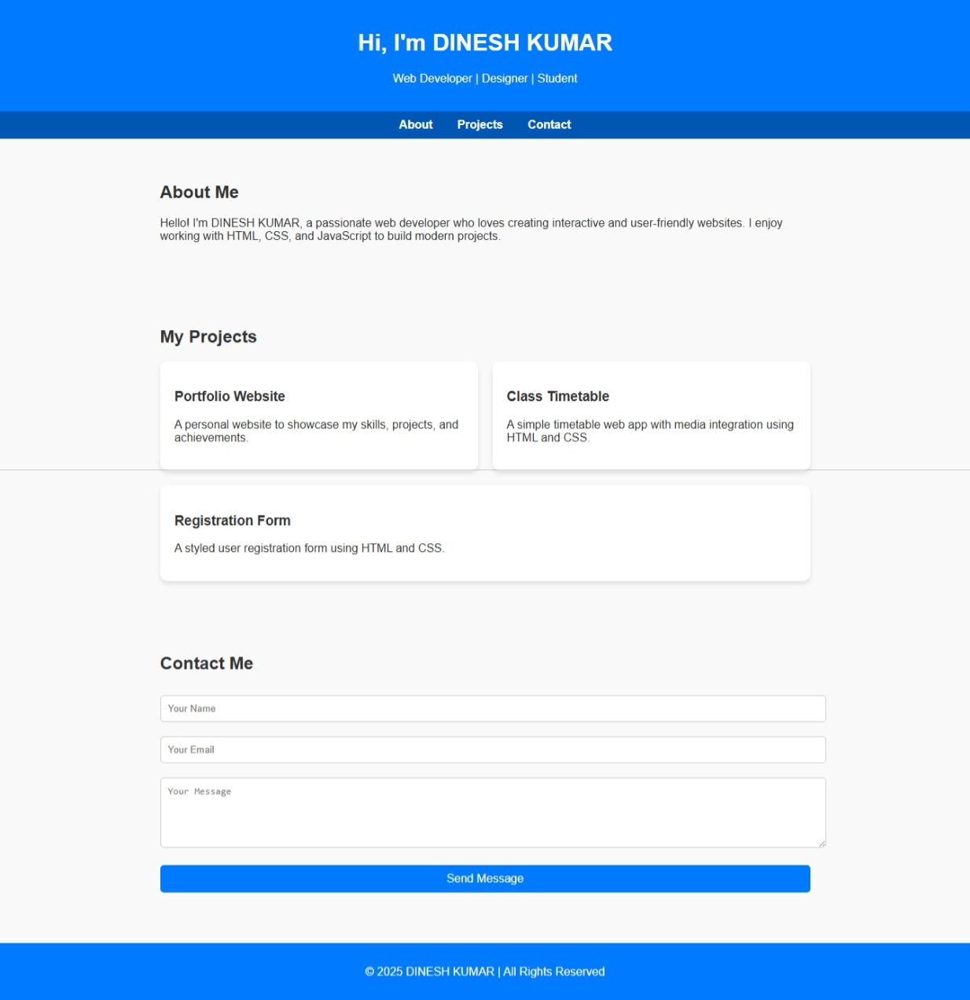 Hi, I'm DINESH KUMAR
Web Developer | Designer | Student
About Projects Contact
About Me
Hello! I'm DINESH KUMAR, a passionate web developer who loves creating interactive and user-friendly websites. I enjoy
working with HTML, CSS, and JavaScript to build modern projects.
My Projects
Portfolio Website
A personal website to showcase my skills, projects, and
achievements.
Class Timetable
A simple timetable web app with media integration using
HTML and CSS.
Registration Form
A styled user registration form using HTML and CSS.
Contact Me
Your Name
Your Email
Your Message
Send Message
© 2025 DINESH KUMAR | All Rights Reserved